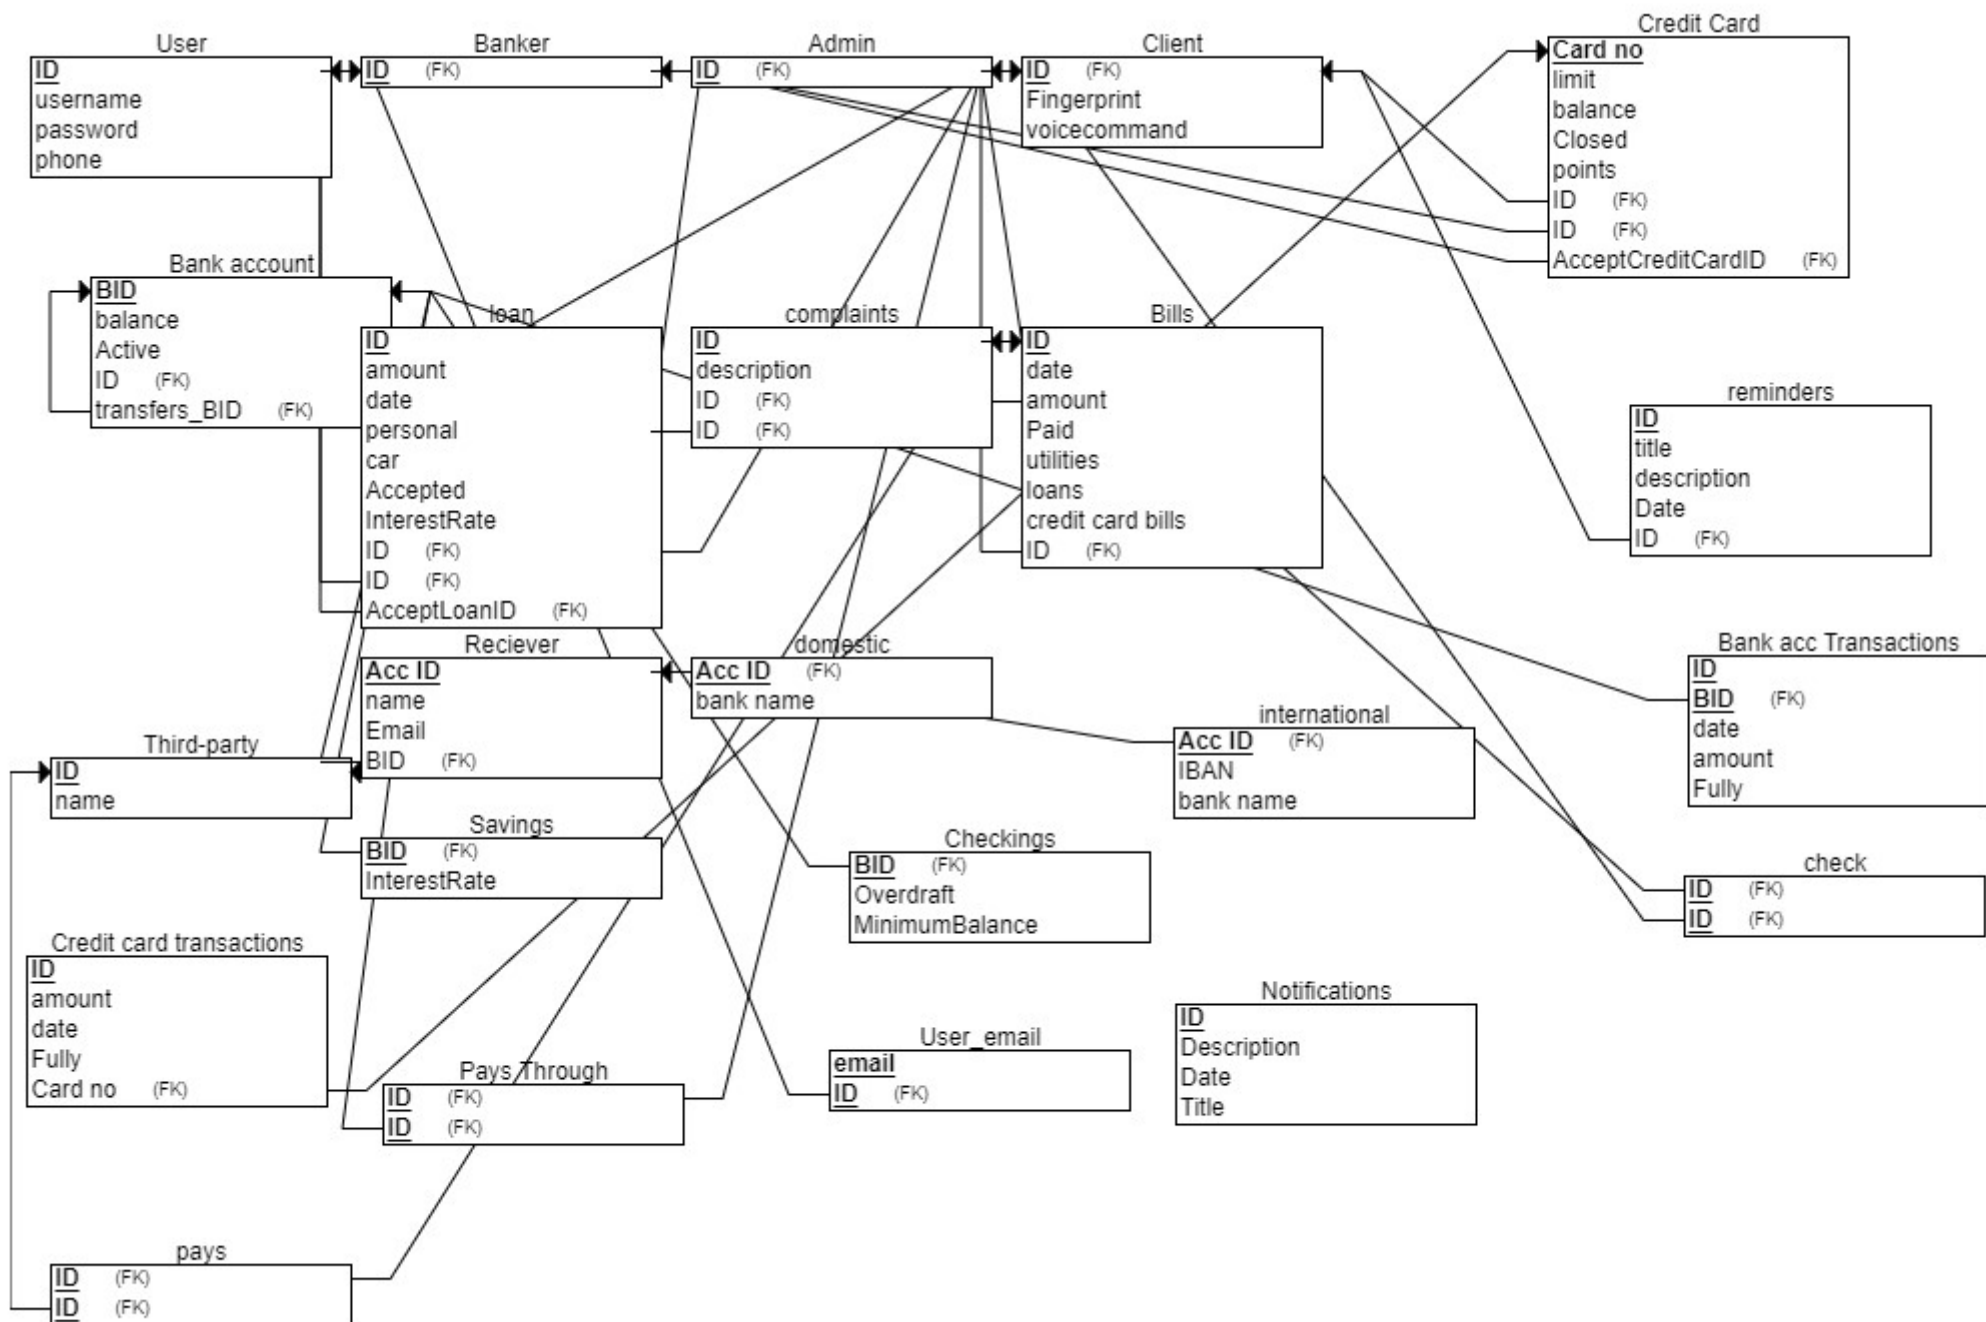 User
ID
username
password
phone
Banker
ID (FK)
Admin
ID (FK)
Client
ID (FK)
Fingerprint
voicecommand
Credit Card
Card no
limit
balance
Closed
points
ID (FK)
ID (FK)
AcceptCreditCardID (FK)
Bank account
BID
balance
Active
ID (FK)
transfers_BID (FK)
loan
ID
amount
date
personal
car
Accepted
InterestRate
ID (FK)
ID (FK)
AcceptLoanID (FK)
complaints
ID
description
ID (FK)
ID (FK)
Bills
ID
date
amount
Paid
utilities
loans
credit card bills
ID (FK)
reminders
ID
title
description
Date
ID (FK)
Reciever
Acc ID
name
Email
BID (FK)
domestic
Acc ID (FK)
bank name
international
Acc ID (FK)
IBAN
bank name
Bank acc Transactions
ID
BID (FK)
date
amount
Fully
Third-party
ID
name
Savings
BID (FK)
InterestRate
Checkings
BID (FK)
Overdraft
MinimumBalance
check
ID (FK)
ID (FK)
Credit card transactions
ID
amount
date
Fully
Card no (FK)
Pays Through
ID (FK)
ID (FK)
User_email
email
ID (FK)
Notifications
ID
Description
Date
Title
pays
ID (FK)
ID (FK)